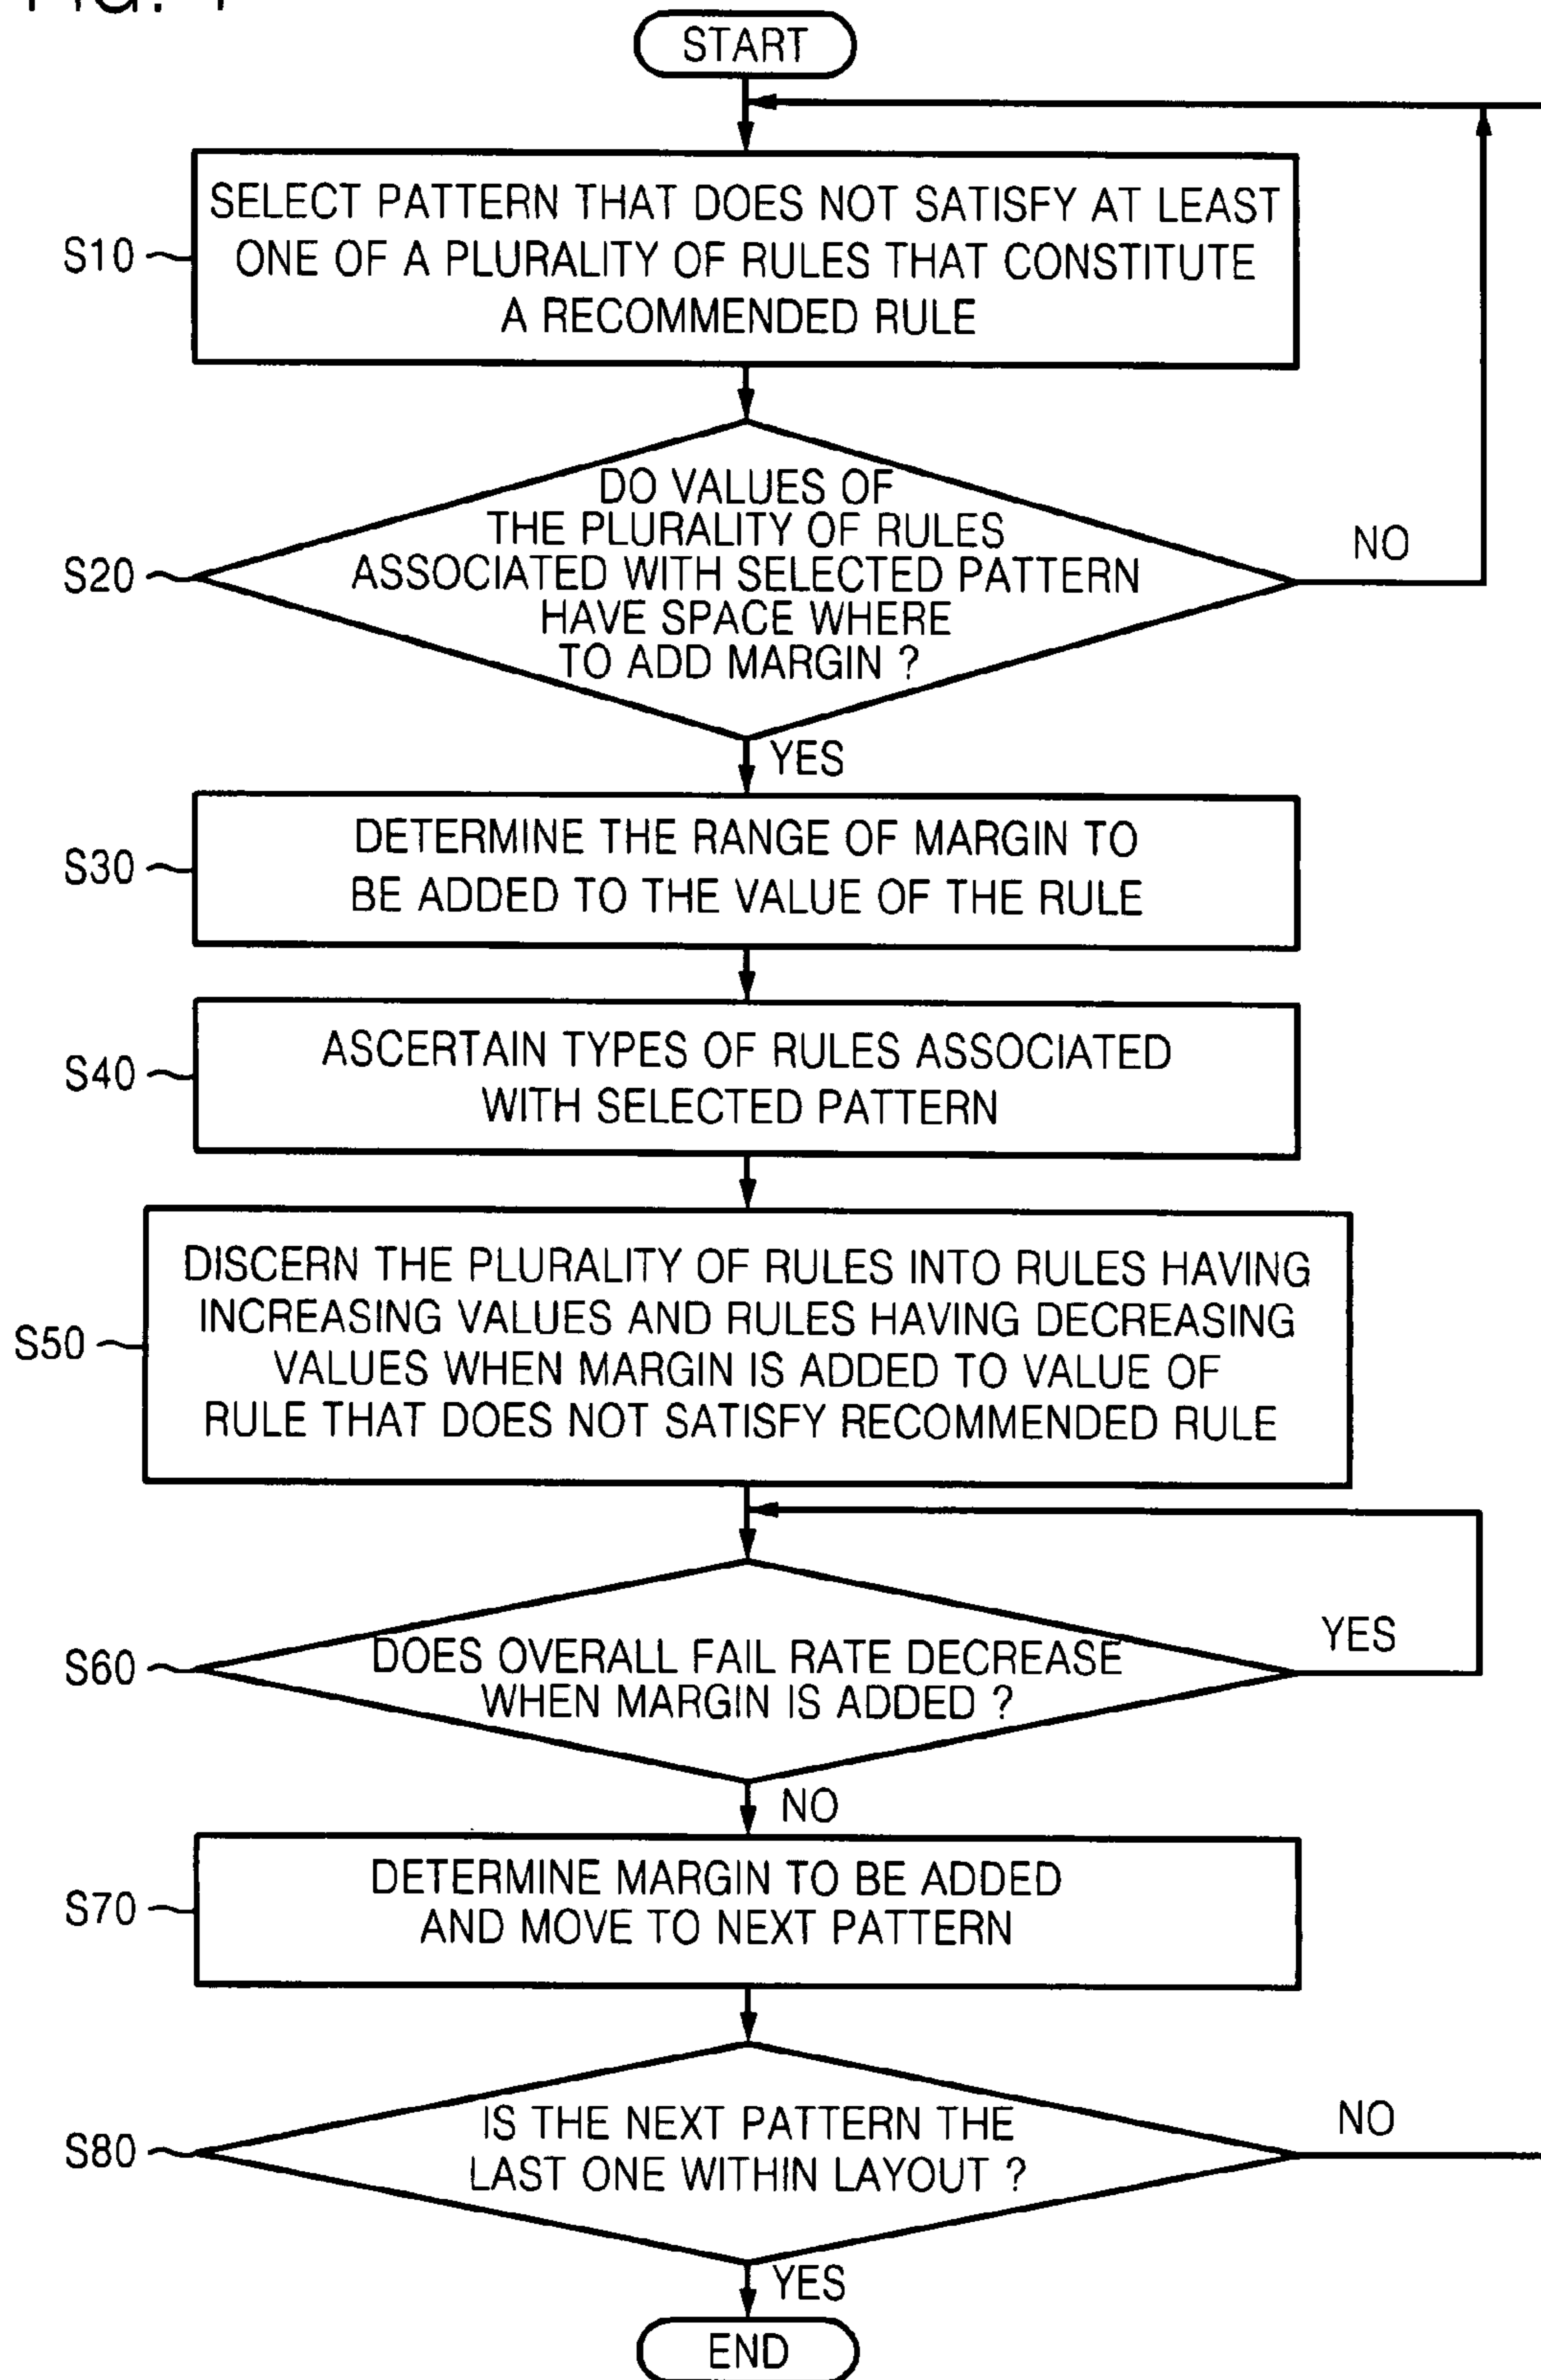 START
SELECT PATTERN THAT DOES NOT SATISFY AT LEAST
S10
ONE OF A PLURALITY OF RULES THAT CONSTITUTE
A RECOMMENDED RULE
DO VALUES OF
THE PLURALITY OF RULES
NO
S20
ASSOCIATED WITH SELECTED PATTERN
HAVE SPACE WHERE
TO ADD MARGIN ?
YES
DETERMINE THE RANGE OF MARGIN TO
S30
BE ADDED TO THE VALUE OF THE RULE
ASCERTAIN TYPES OF RULES ASSOCIATED
S40
WITH SELECTED PATTERN
DISCERN THE PLURALITY OF RULES INTO RULES HAVING
INCREASING VALUES AND RULES HAVING DECREASING
S50
VALUES WHEN MARGIN IS ADDED TO VALUE OF
RULE THAT DOES NOT SATISFY RECOMMENDED RULE
YES
S60
DOES OVERALL FAIL RATE DECREASE
WHEN MARGIN IS ADDED ?
NO
DETERMINE MARGIN TO BE ADDED
S70
AND MOVE TO NEXT PATTERN
NO
IS THE NEXT PATTERN THE
S80
LAST ONE WITHIN LAYOUT ?
YES
END